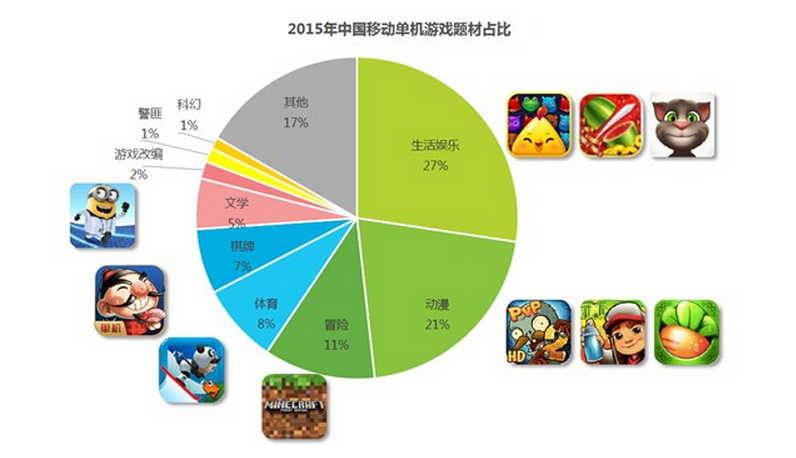 2015年中国移动单机游戏题材占比
其他
17%
科幻
1%
警匪
1%
游戏改编
2%
文学
5%
棋牌
7%
体育
8%
冒险
11%
动漫
21%
生活娱乐
27%
单机
MINECRAFT
PVP
HD